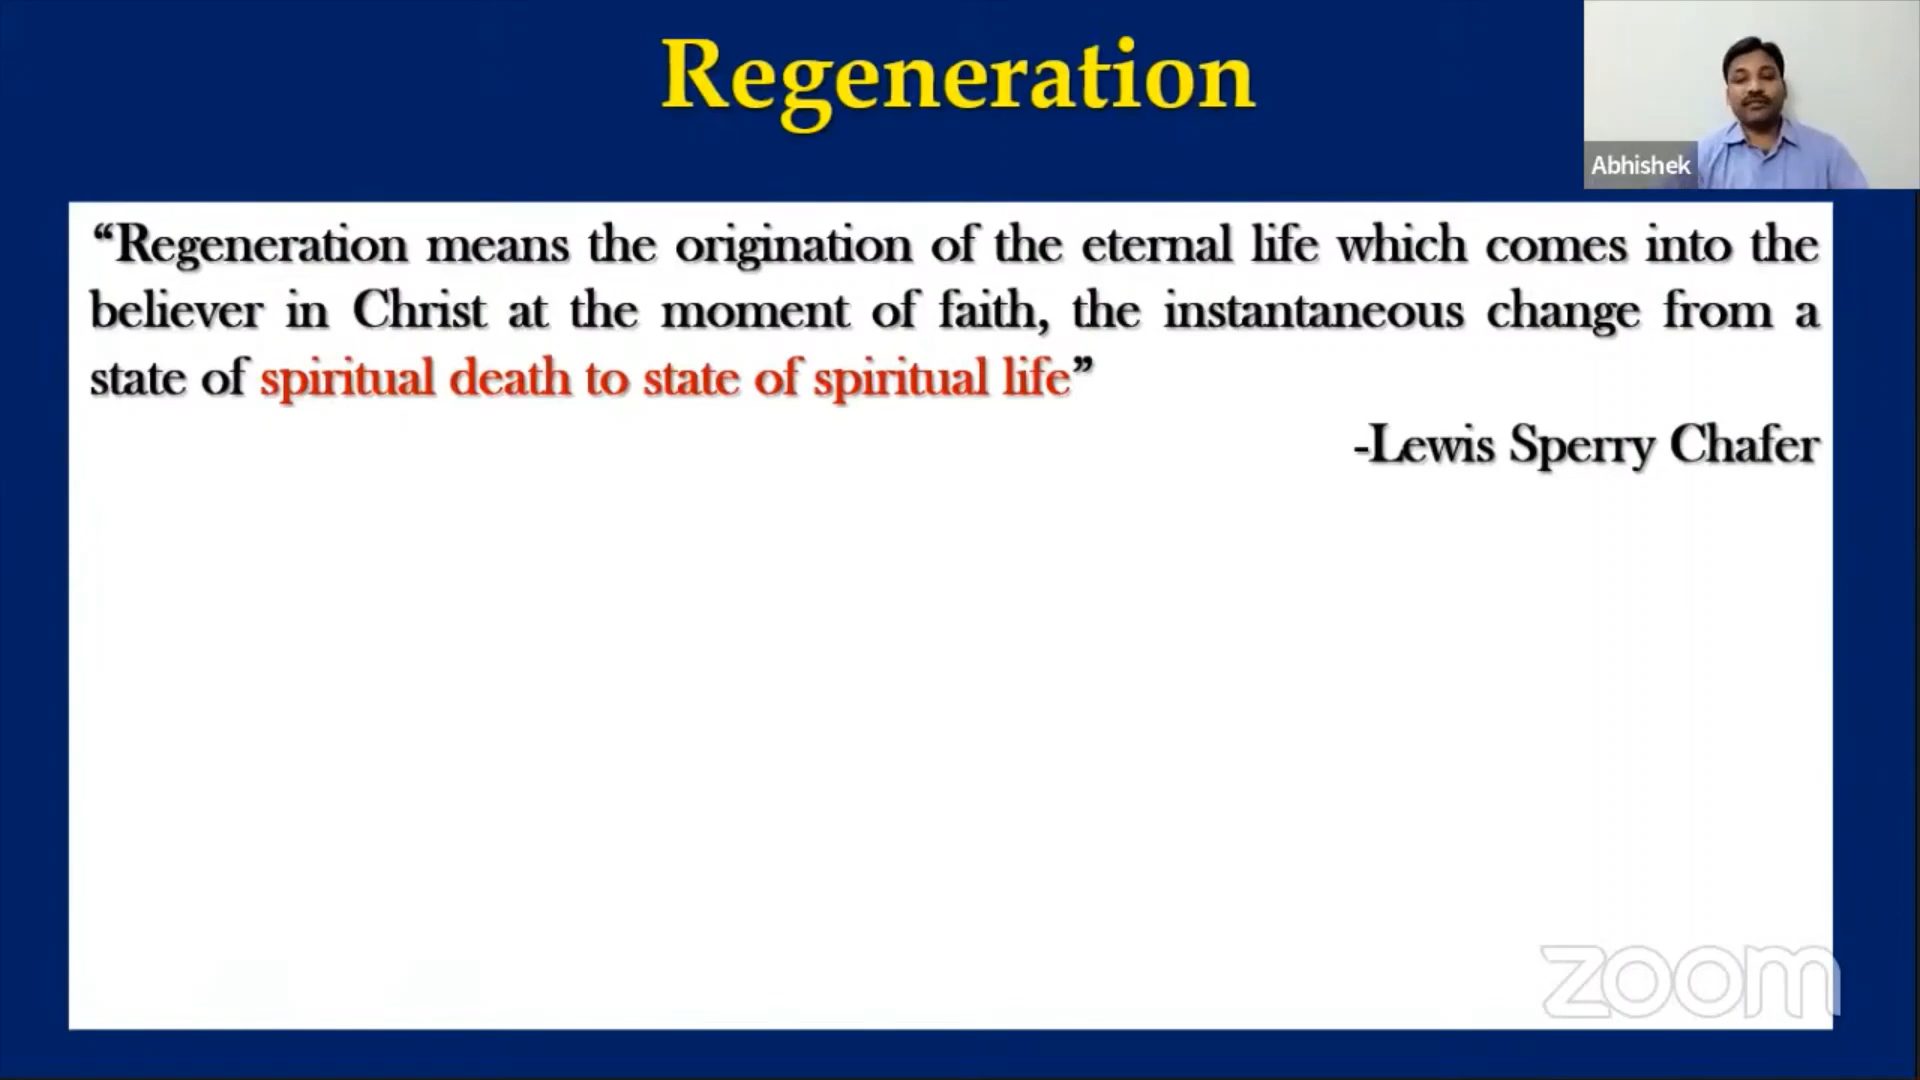 Regeneration
Abhishek
“Regeneration means the origination of the eternal life which comes into the
believer in Christ at the moment of faith, the instantaneous change from a
state of spiritual death to state of spiritual life”
-Lewis Sperry Chafer
zoom